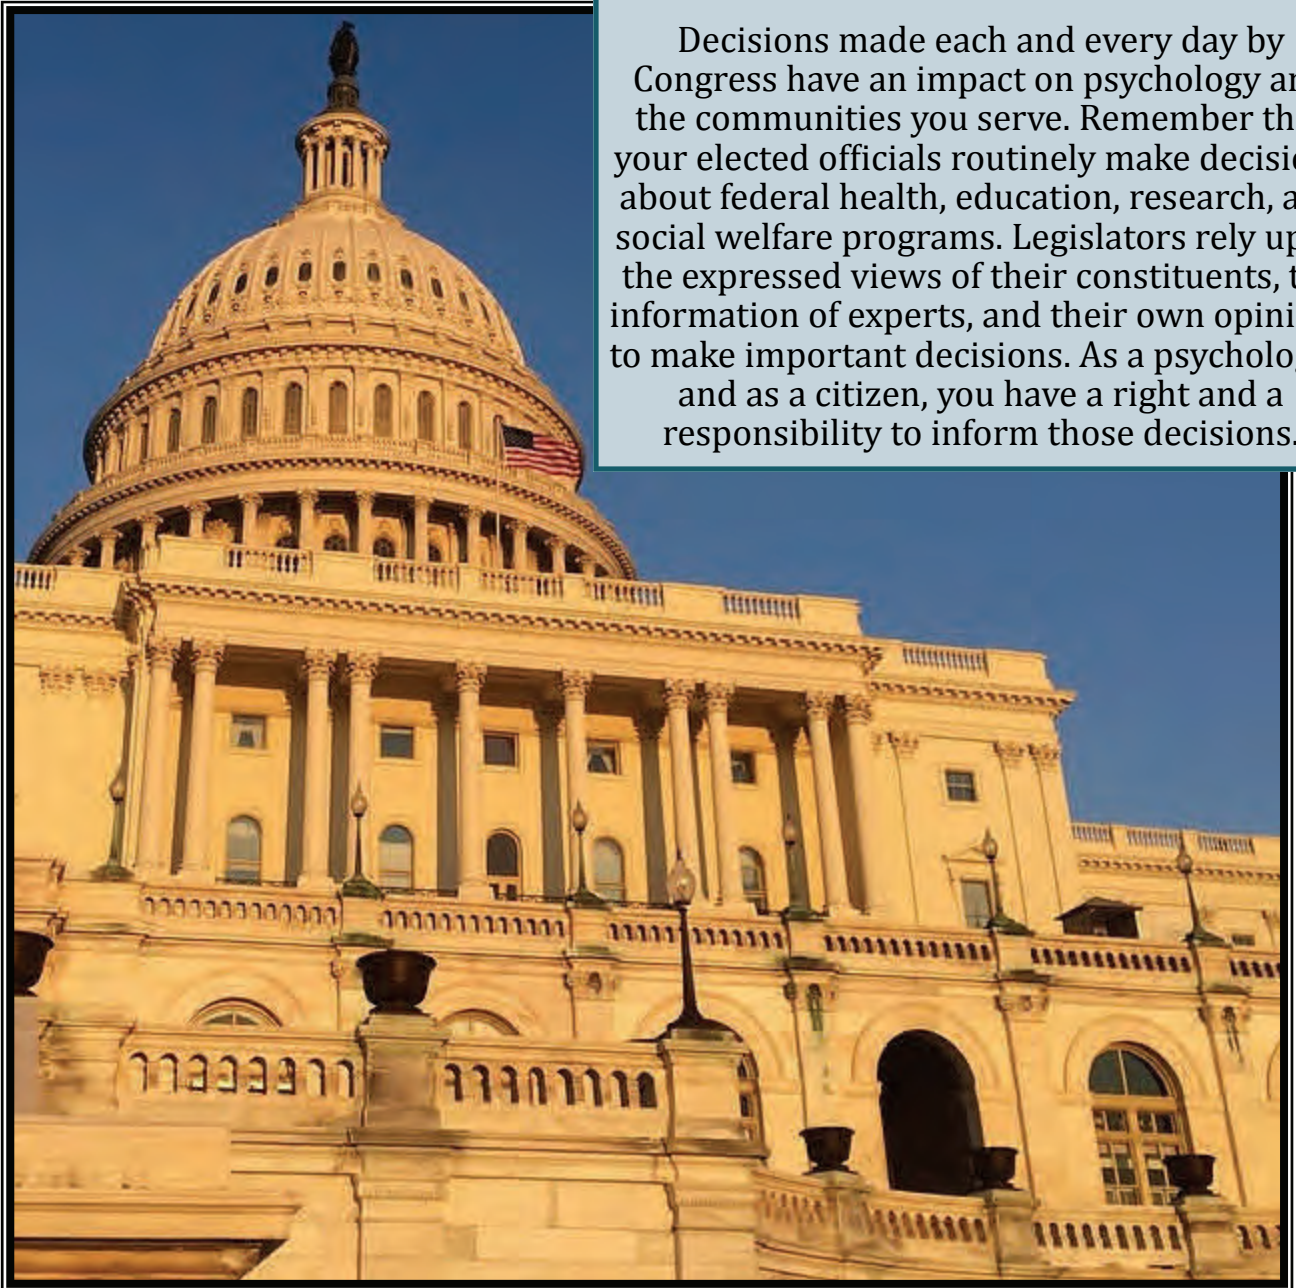 Decisions made each and every day by
Congress have an impact on psychology
the communities you serve. Remember
your elected officials routinely make
about federal health, education, research,
social welfare programs. Legislators rely
the expressed views of their constituents,
information of experts, and their own
to make important decisions. As a
and as a citizen, you have a right and a
responsibility to inform those decisions.